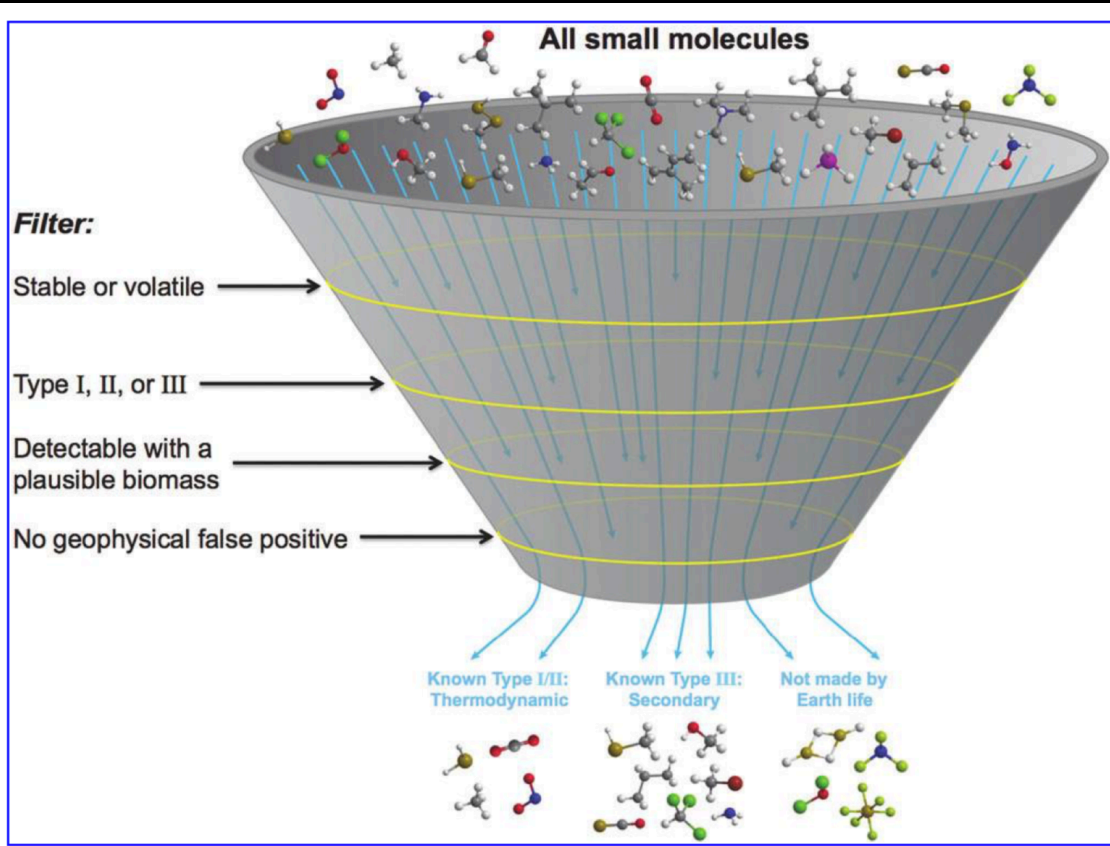 All small molecules
Filter:
Stable or volatile
Type I, II, or III
Detectable with a
plausible biomass
No geophysical false positive
Known Type I/II:
Thermodynamic
Known Type III:
Secondary
Not made by
Earth life